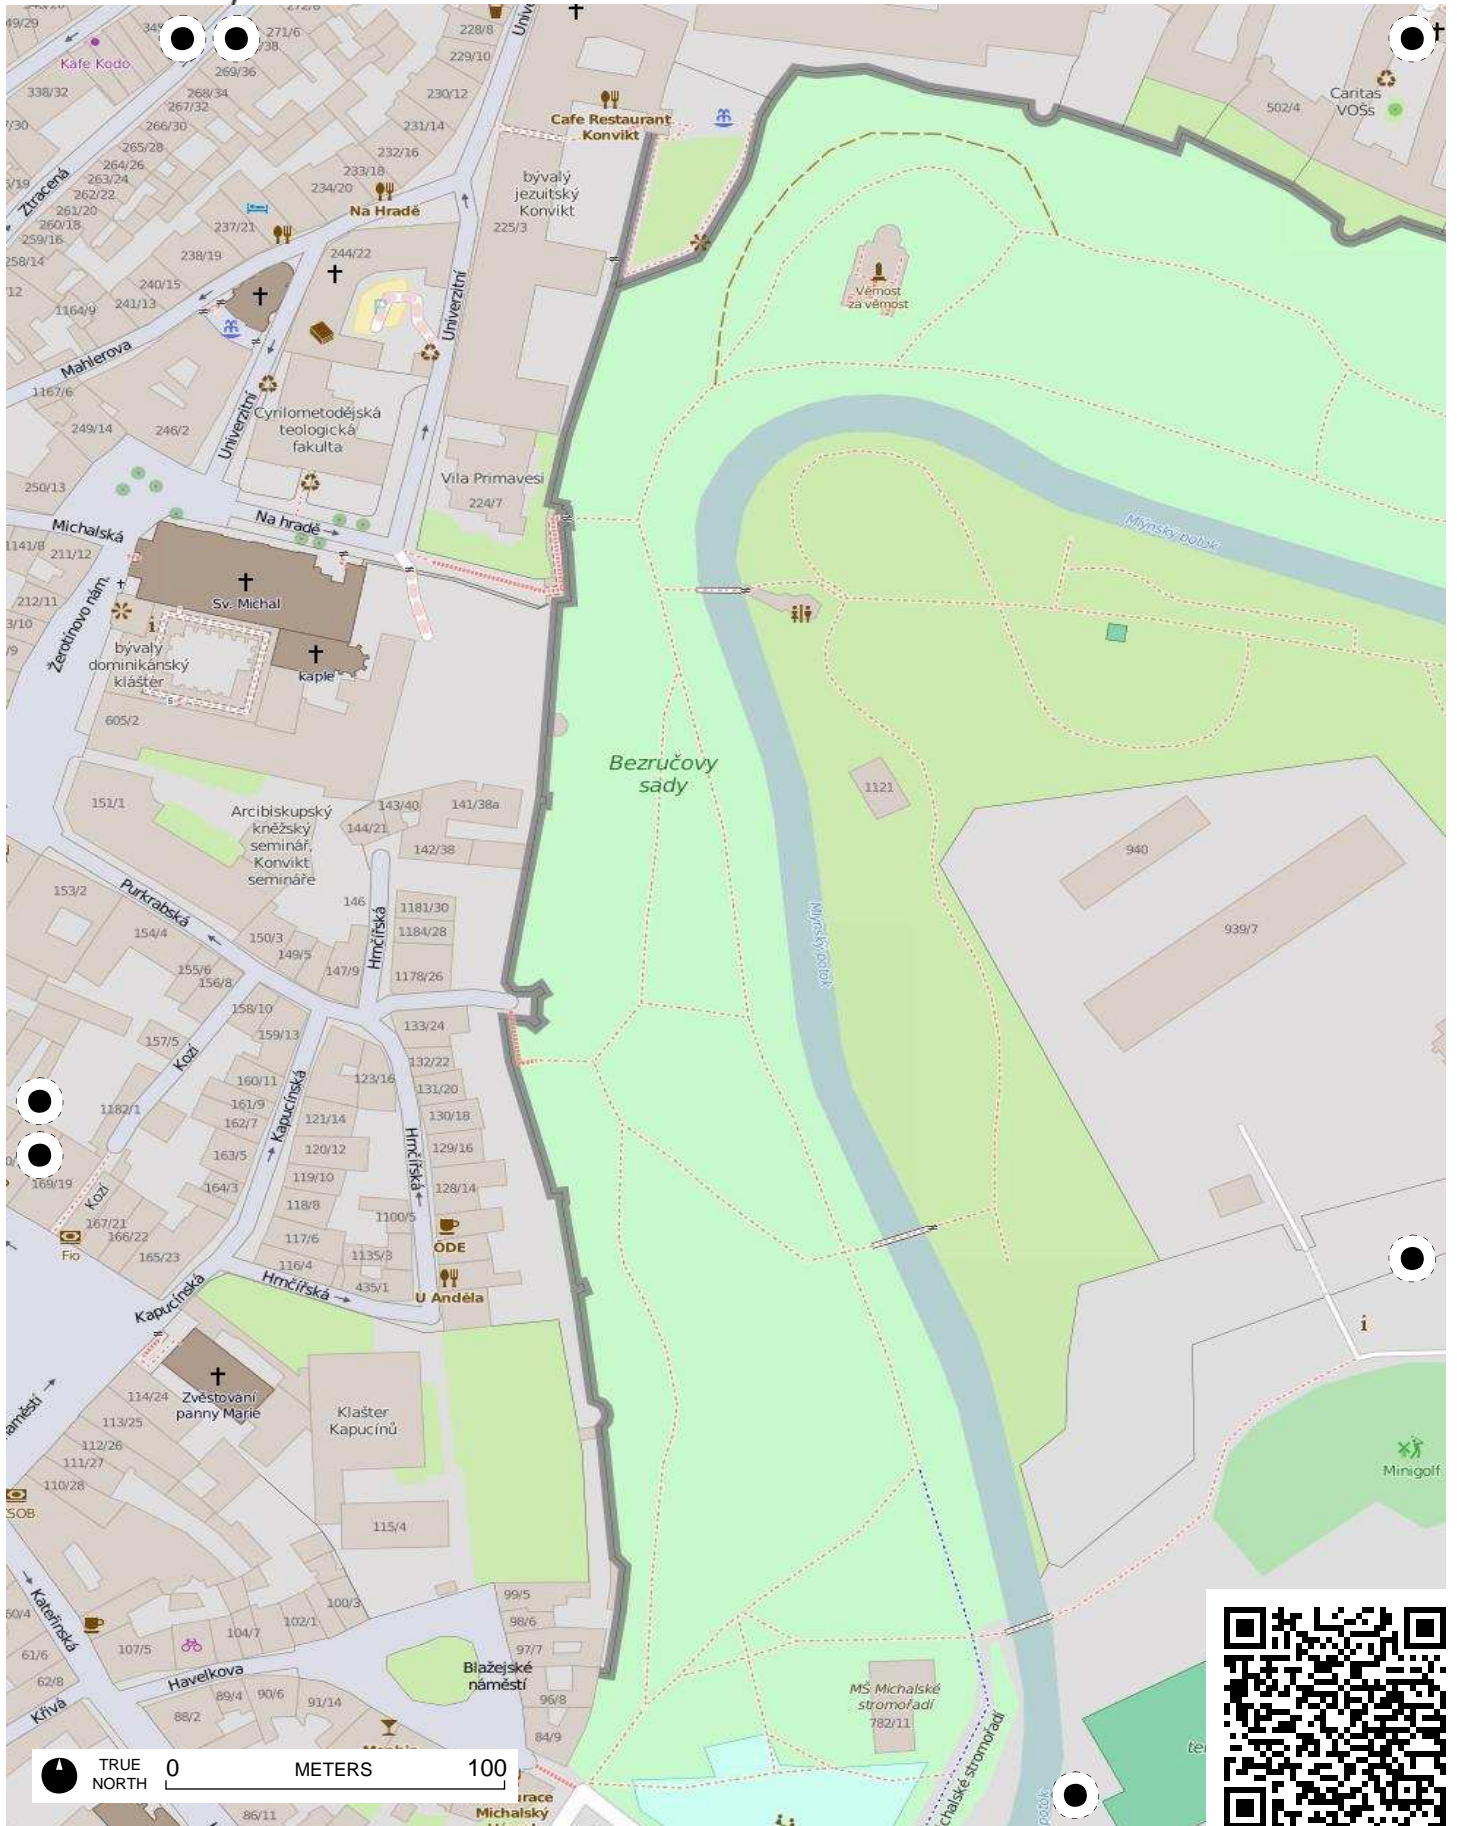 Kafe Kodo
338/32
271/6
269/36
268/34
267/32
266/30
265/28
264/26
263/24
262/22
261/20
260/18
259/16
258/14
Ztracená
228/8
229/10
230/12
231/14
232/16
233/18
234/20
Na Hradě
237/21
238/19
240/15
241/13
1164/9
244/22
Cafe Restaurant
Konvikt
bývalý
jezuitský
Konvikt
225/3
Univerzitní
Mahlerova
1167/6
249/14
246/2
Univerzitní
Cyrilometodějská
teologická
fakulta
Vila Primavesi
224/7
250/13
Michalská
Na hradě
1141/8
211/12
212/11
Žerotínovo nám.
Sv. Michal
bývalý
dominikánský
klášter
kaple
605/2
502/4
Caritas
VOŠs
Věrnost
za věrnost
Mlýnský potok
Bezručovy
sady
1121
940
939/7
Mlýnský potok
151/1
Arcibiskupský
kněžský
seminář,
Konvikt
semináře
143/40
141/38a
144/21
142/38
146
1181/30
1184/28
1178/26
Hrnčířská
153/2
Purkrabská
154/4
150/3
149/5
147/9
155/6
156/8
158/10
159/13
157/5
Kozí
133/24
132/22
131/20
130/18
129/16
128/14
123/16
160/11
161/9
162/7
163/5
164/3
Kapucínská
121/14
120/12
119/10
118/8
117/6
116/4
Hrnčířská
1100/5
1135/3
435/1
1182/1
169/19
Kozí
167/21
166/22
165/23
Fio
ÓDE
U Anděla
Hrnčířská
Kapucínská
Zvěstování
panny Marie
Klašter
Kapucínů
114/24
113/25
112/26
111/27
110/28
115/4
Minigolf
Kateřinská
99/5
98/6
97/7
96/8
84/9
100/3
102/1
104/7
107/5
61/6
62/8
Křivá
Havelkova
Blažejské
náměstí
89/4
90/6
91/14
88/2
86/11
MŠ Michalské
stromořadí
782/11
Michalský
TRUE
NORTH
0
METERS
100